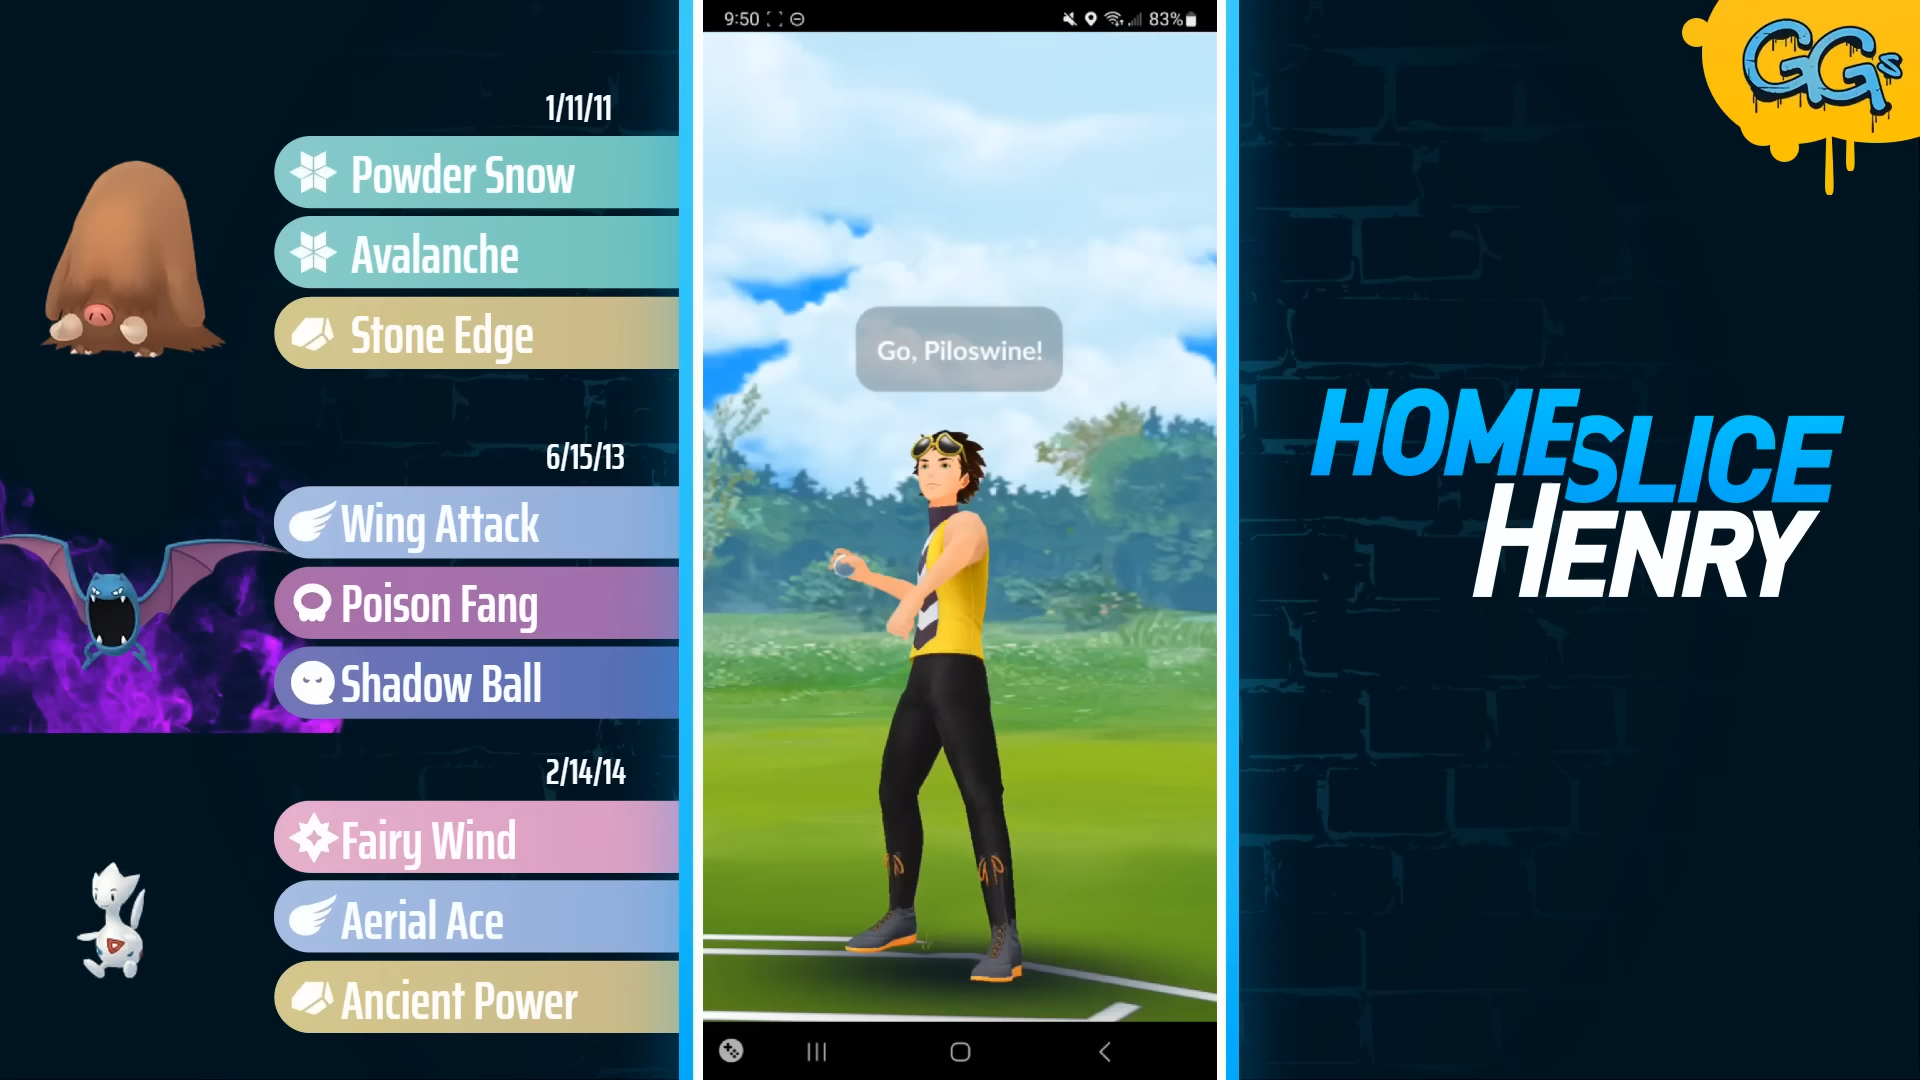 1/11/11
Powder Snow
Avalanche
Stone Edge
6/15/13
Wing Attack
Poison Fang
Shadow Ball
2/14/14
Fairy Wind
Aerial Ace
Ancient Power
9:50
83%
Go, Piloswine!
GGs
HOMESLICE
HENRY